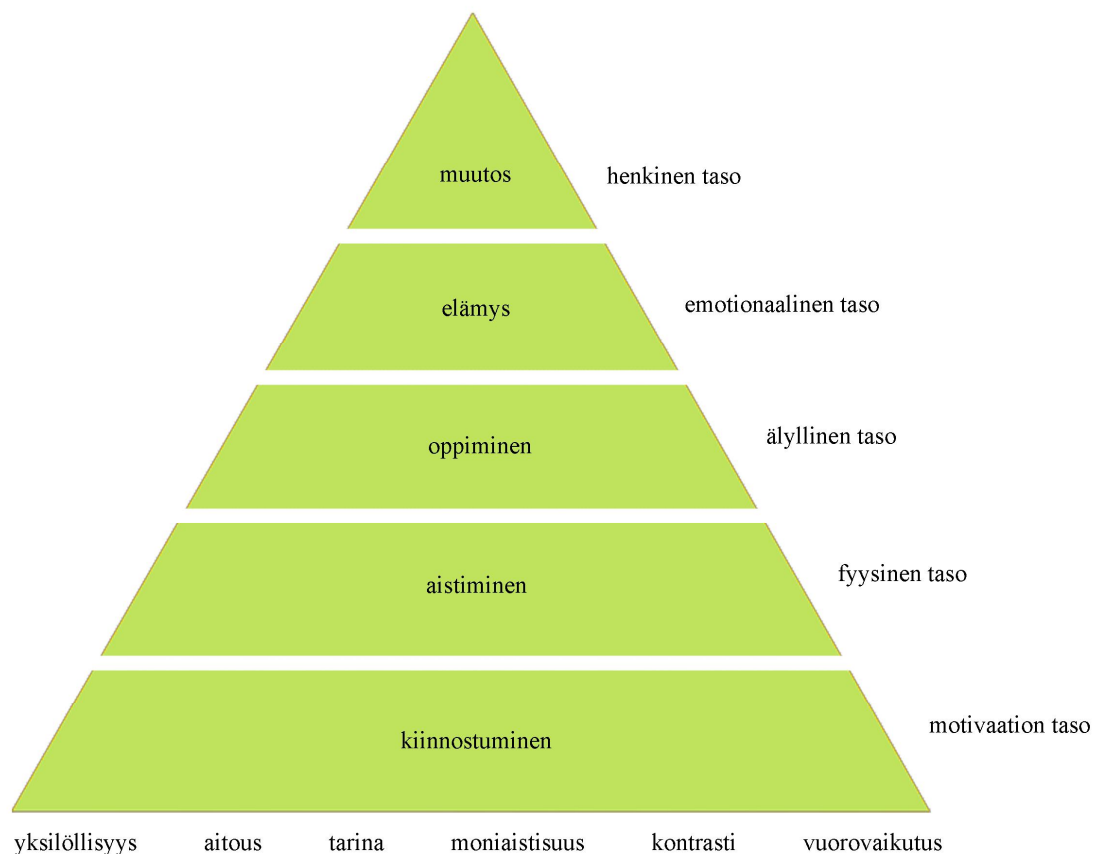 muutos henkinen taso
elämys emotionaalinen taso
oppiminen älyllinen taso
aistiminen fyysinen taso
kiinnostuminen motivaation taso
yksilöllisyys aitous tarina moniaistisuus kontrasti vuorovaikutus